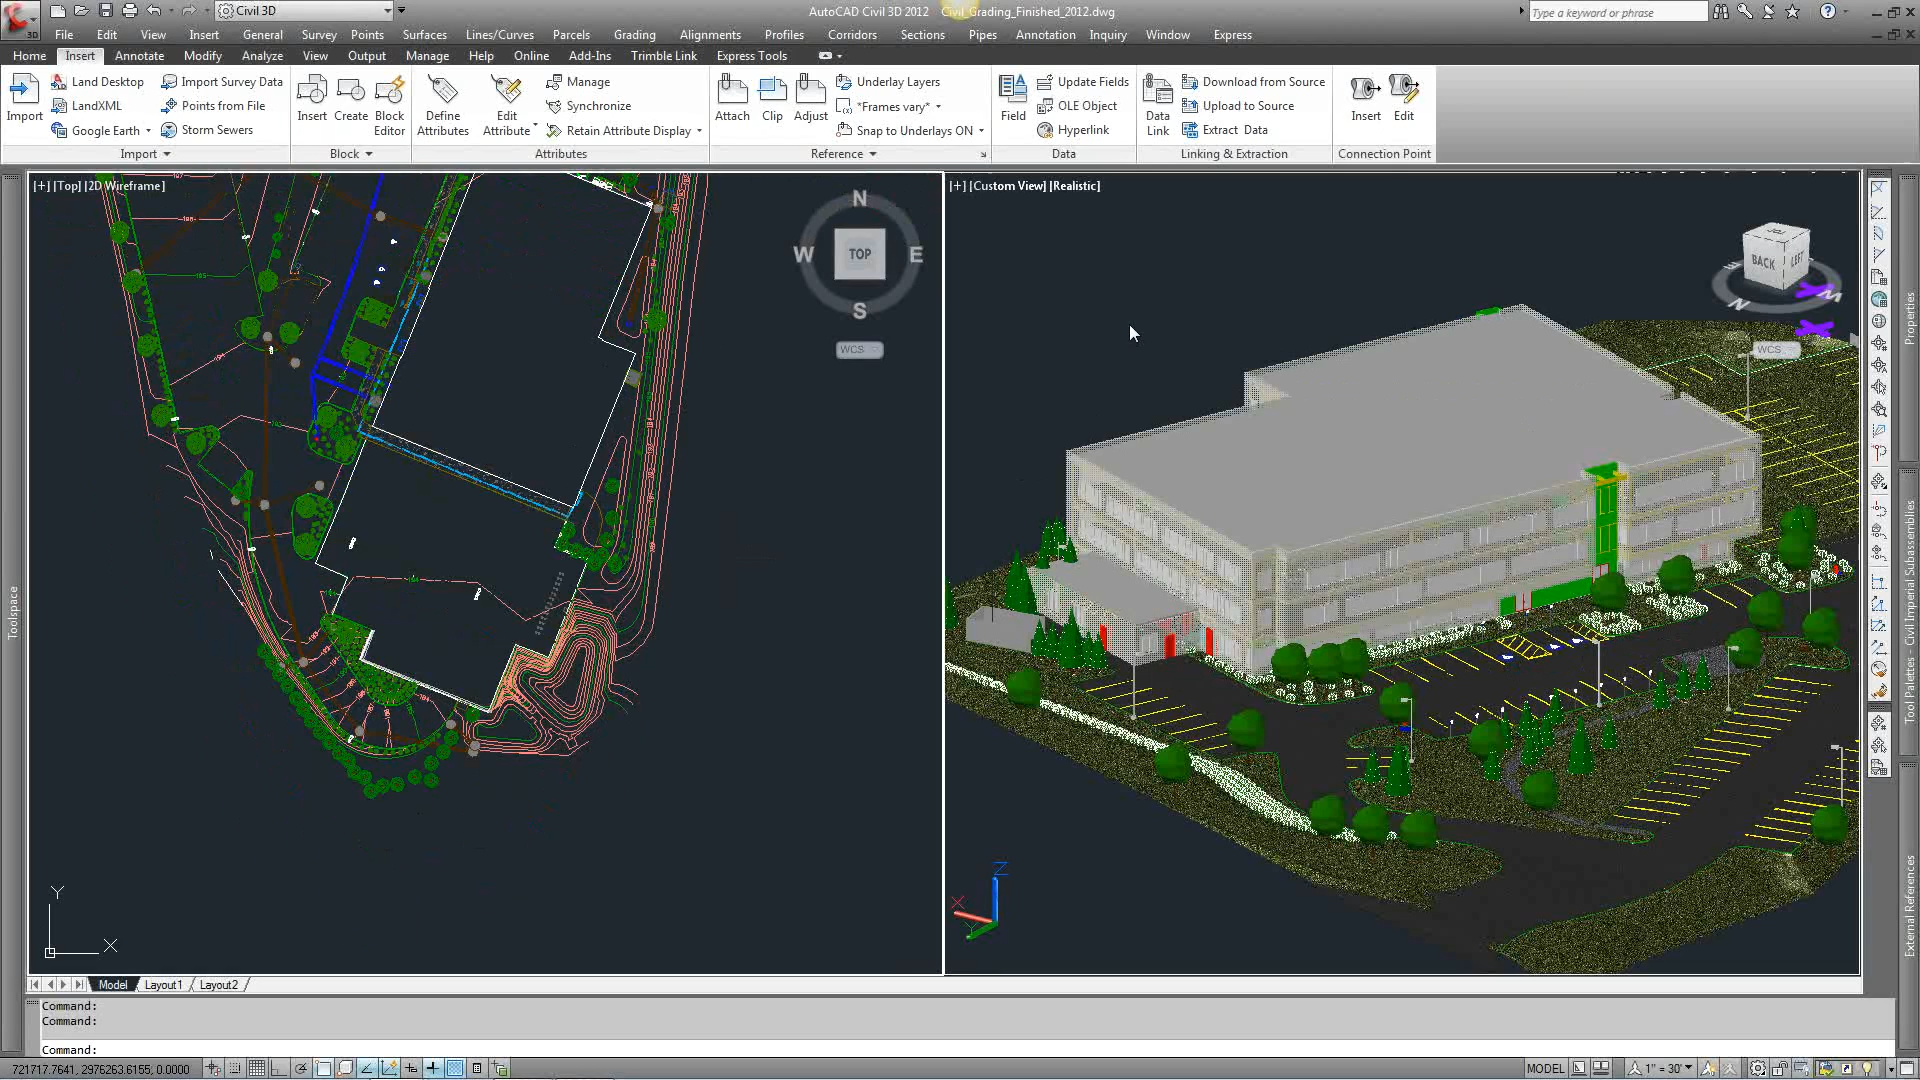 Civil 3D
AutoCAD Civil 3D 2012 Civil_Grading_Finished_2012.dwg
Type a keyword or phrase
3D
File Edit View Insert General Survey Points Surfaces Lines/Curves Parcels Grading Alignments Profiles Corridors Sections Pipes Annotation Inquiry Window Express
Home Insert Annotate Modify Analyze View Output Manage Help Online Add-Ins Trimble Link Express Tools
Land Desktop Import Survey Data Manage Underlay Layers Update Fields Download from Source
LandXML Points from File Synchronize *Frames vary* OLE Object Upload to Source
Import Insert Create Block Editor Define Attributes Edit Attribute Attach Clip Adjust Field Data Link Insert Edit
Google Earth Storm Sewers Retain Attribute Display Snap to Underlays ON Hyperlink Extract Data
Import Block Attributes Reference Data Linking & Extraction Connection Point
[+] [Top] [2D Wireframe]
[+] [Custom View] [Realistic]
N
W TOP E
S
WCS
BACK LEFT
N
WCS
Toolspace
Properties
Tool Palettes - Civil Imperial Subassemblies
External References
Y
X
Z
X
Y
Model Layout1 Layout2
Command:
Command:
Command:
721717.7641, 2976263.6155, 0.0000
MODEL
1" = 30'